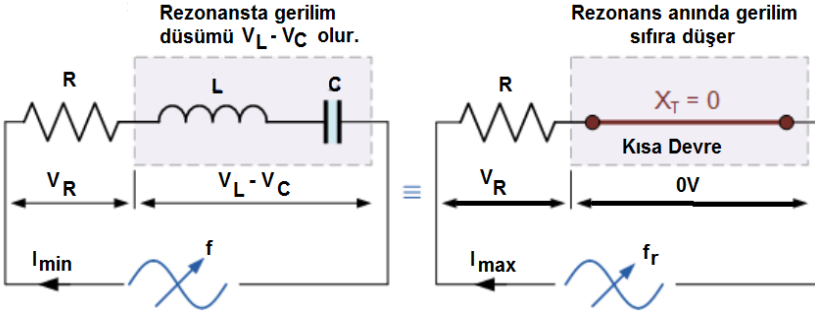 Rezonansta gerilim
düsümü VL - VC olur.
R
L
C
VR
VL - VC
Imin
f
≡
Rezonans anında gerilim
sıfıra düşer
R
XT = 0
Kısa Devre
VR
0V
Imax
fr